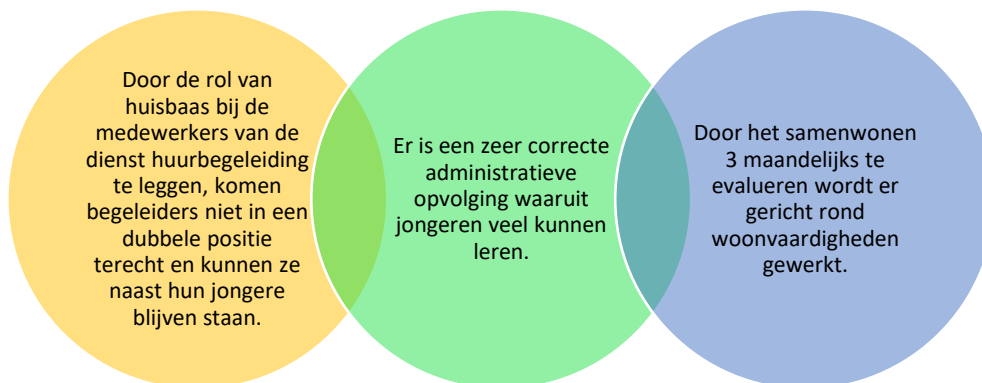 Door de rol van
huisbaas bij de
medewerkers van de
dienst huurbegeleiding
te leggen, komen
begeleiders niet in een
dubbele positie
terecht en kunnen ze
naast hun jongere
blijven staan.
Er is een zeer correcte
administratieve
opvolging waaruit
jongeren veel kunnen
leren.
Door het samenwonen
3 maandelijks te
evalueren wordt er
gericht rond
woonvaardigheden
gewerkt.